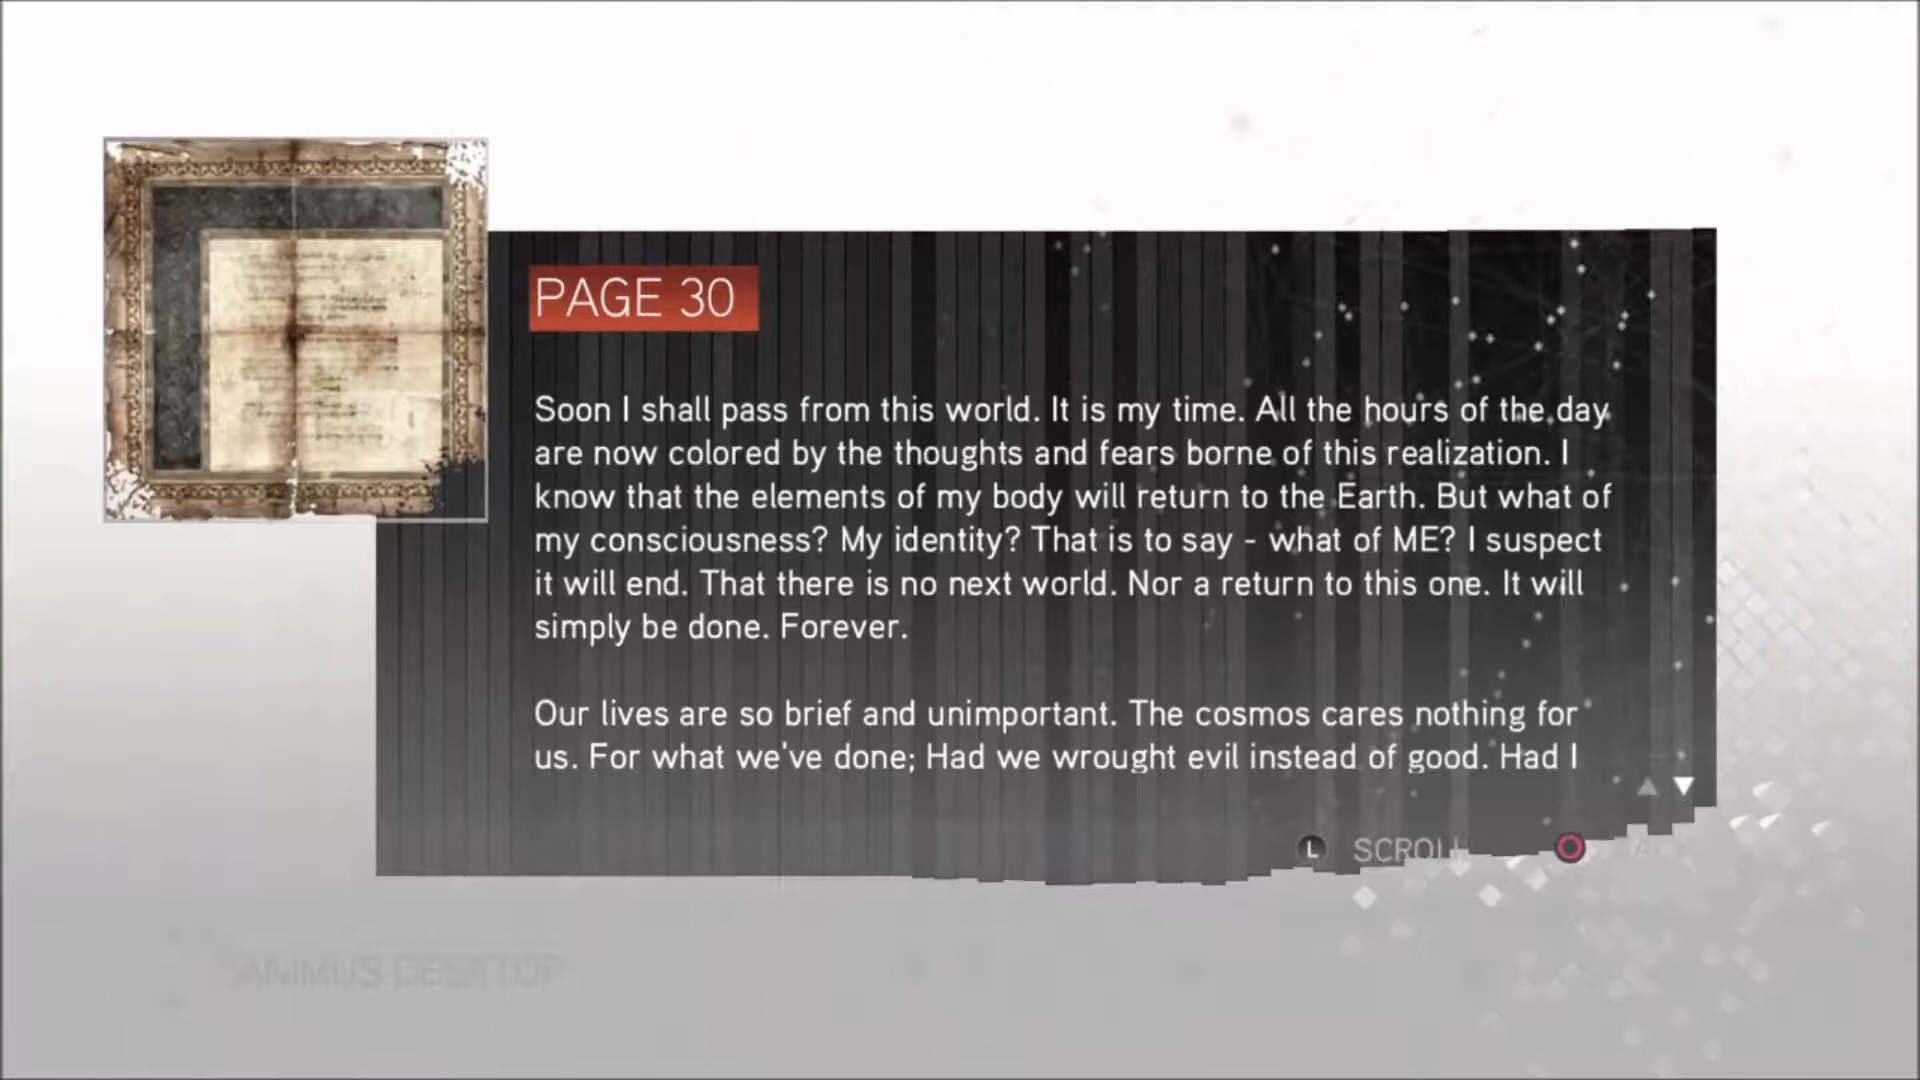 PAGE 30
Soon I shall pass from this world. It is my time. All the hours of the day
are now colored by the thoughts and fears borne of this realization. I
know that the elements of my body will return to the Earth. But what of
my consciousness? My identity? That is to say - what of ME? I suspect
it will end. That there is no next world. Nor a return to this one. It will
simply be done. Forever.
Our lives are so brief and unimportant. The cosmos cares nothing for
us. For what we've done; Had we wrought evil instead of good. Had I
L SCROLL
ANIMUS DESKTOP